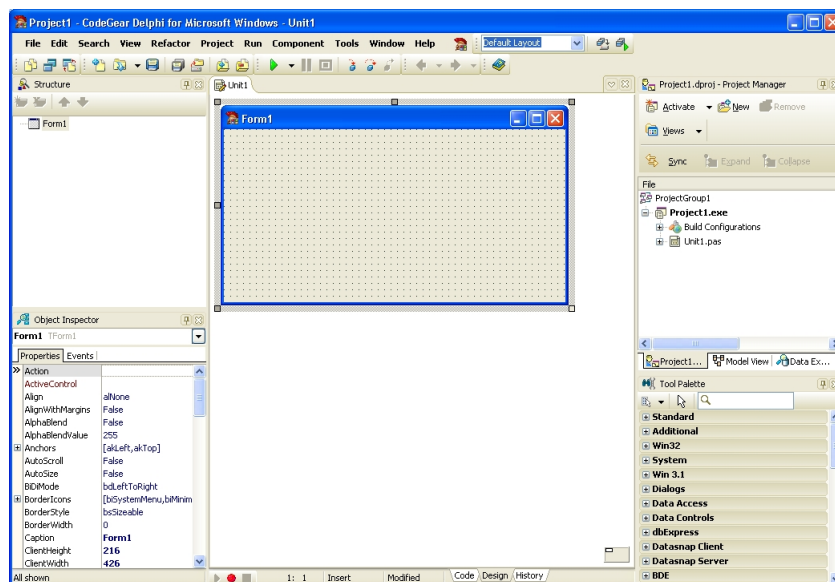 Project1 - CodeGear Delphi for Microsoft Windows - Unit1
File Edit Search View Refactor Project Run Component Tools Window Help
Default Layout
Structure
Form1
Unit1
Form1
Project1.dproj - Project Manager
Activate New Remove
Views
Sync Expand Collapse
File
ProjectGroup1
Project1.exe
Build Configurations
Unit1.pas
Project1... Model View Data Ex...
Object Inspector
Form1 TForm1
Properties Events
Action
ActiveControl
Align alNone
AlignWithMargins False
AlphaBlend False
AlphaBlendValue 255
Anchors [akLeft,akTop]
AutoScroll False
AutoSize False
BiDiMode bdLeftToRight
BorderIcons [biSystemMenu,biMinim
BorderStyle bsSizeable
BorderWidth 0
Caption Form1
ClientHeight 216
ClientWidth 426
All shown
1: 1 Insert Modified
Code Design History
Tool Palette
Standard
Additional
Win32
System
Win 3.1
Dialogs
Data Access
Data Controls
dbExpress
Datasnap Client
Datasnap Server
BDE